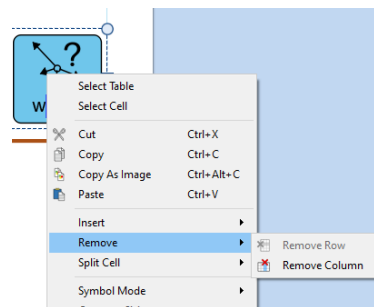 ?
W
Select Table
Select Cell
Cut Ctrl+X
Copy Ctrl+C
Copy As Image Ctrl+Alt+C
Paste Ctrl+V
Insert
Remove
Remove Row
Split Cell
Remove Column
Symbol Mode